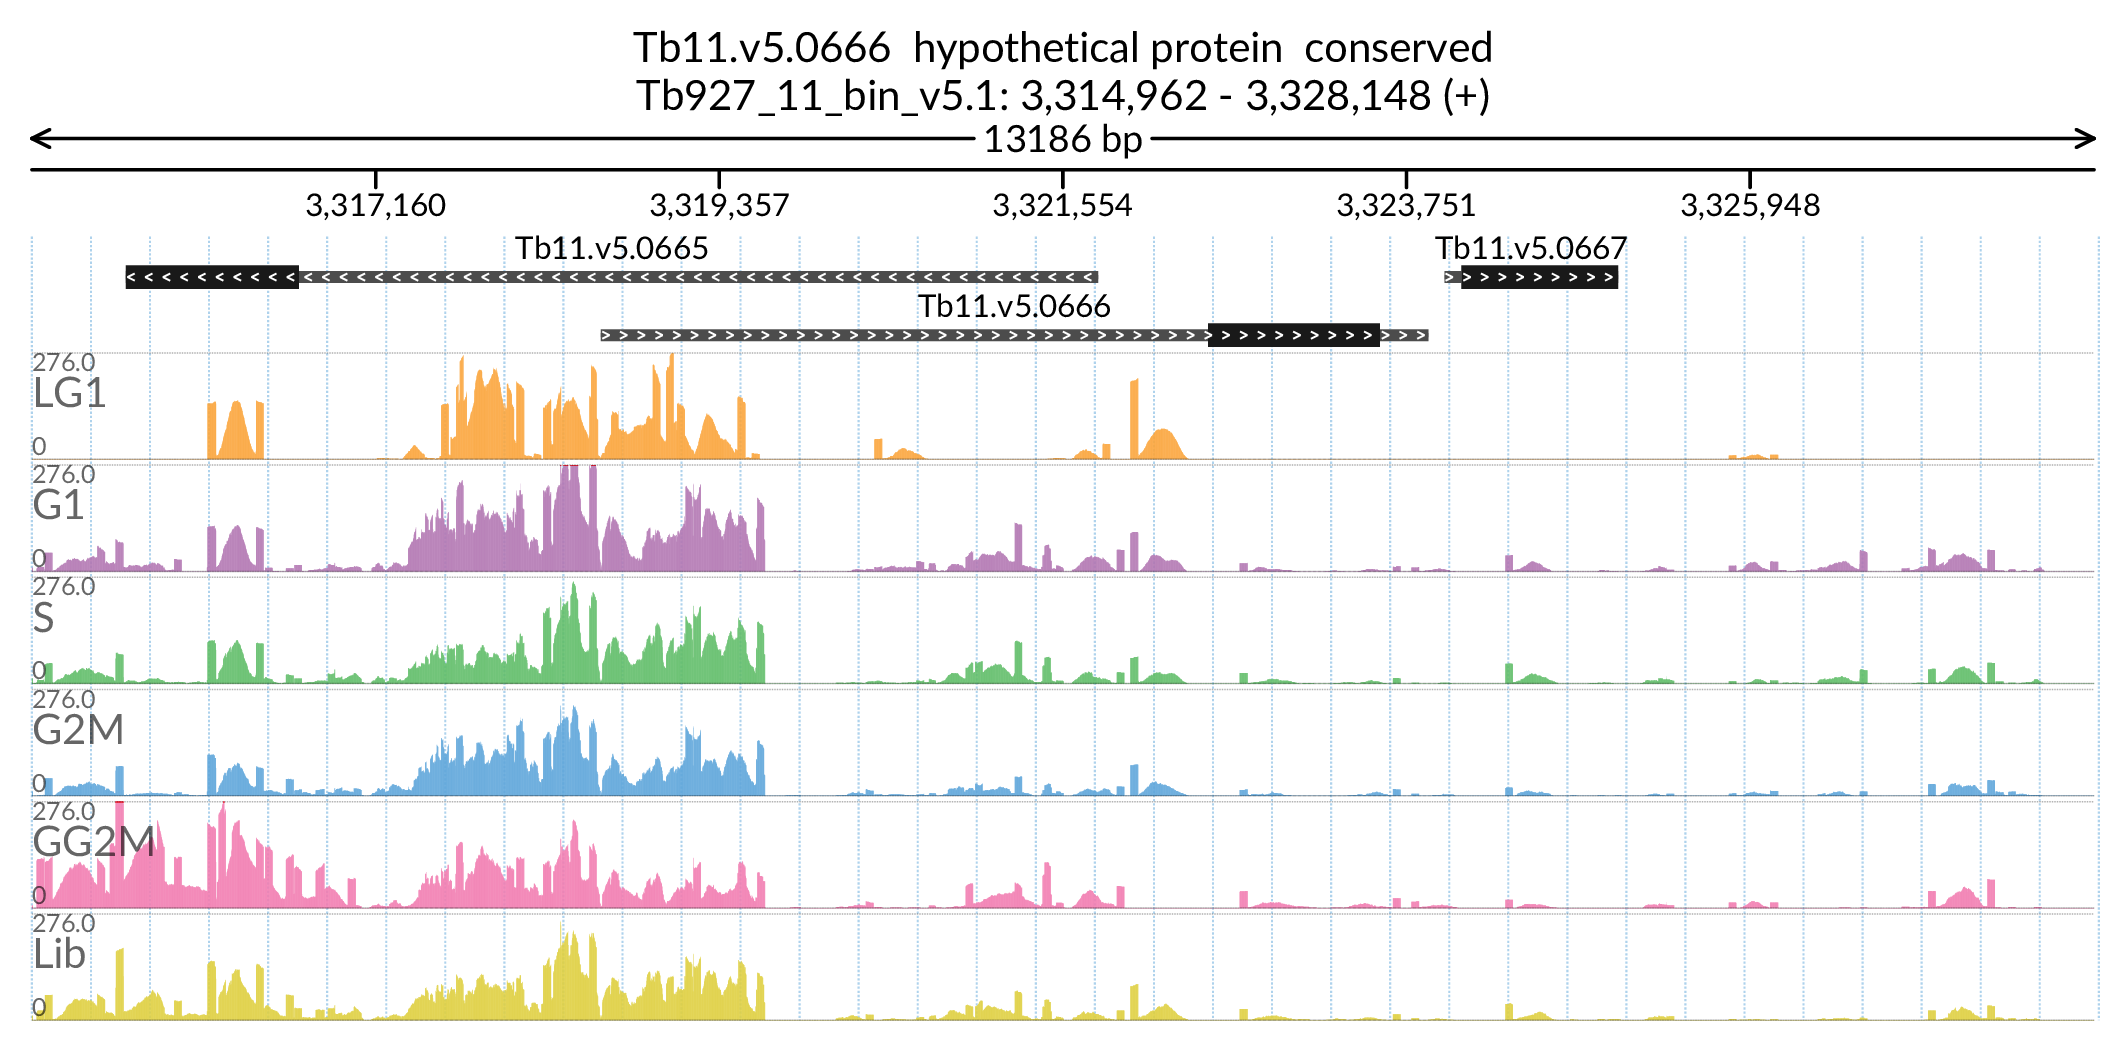 Tb11.v5.0666  hypothetical protein  conserved
Tb927_11_bin_v5.1: 3,314,962 - 3,328,148 (+)
13186 bp
3,317,160 3,319,357 3,321,554 3,323,751 3,325,948
Tb11.v5.0665 Tb11.v5.0667
Tb11.v5.0666
276.0
LG1
0
276.0
G1
0
276.0
S
0
276.0
G2M
0
276.0
GG2M
0
276.0
Lib
0